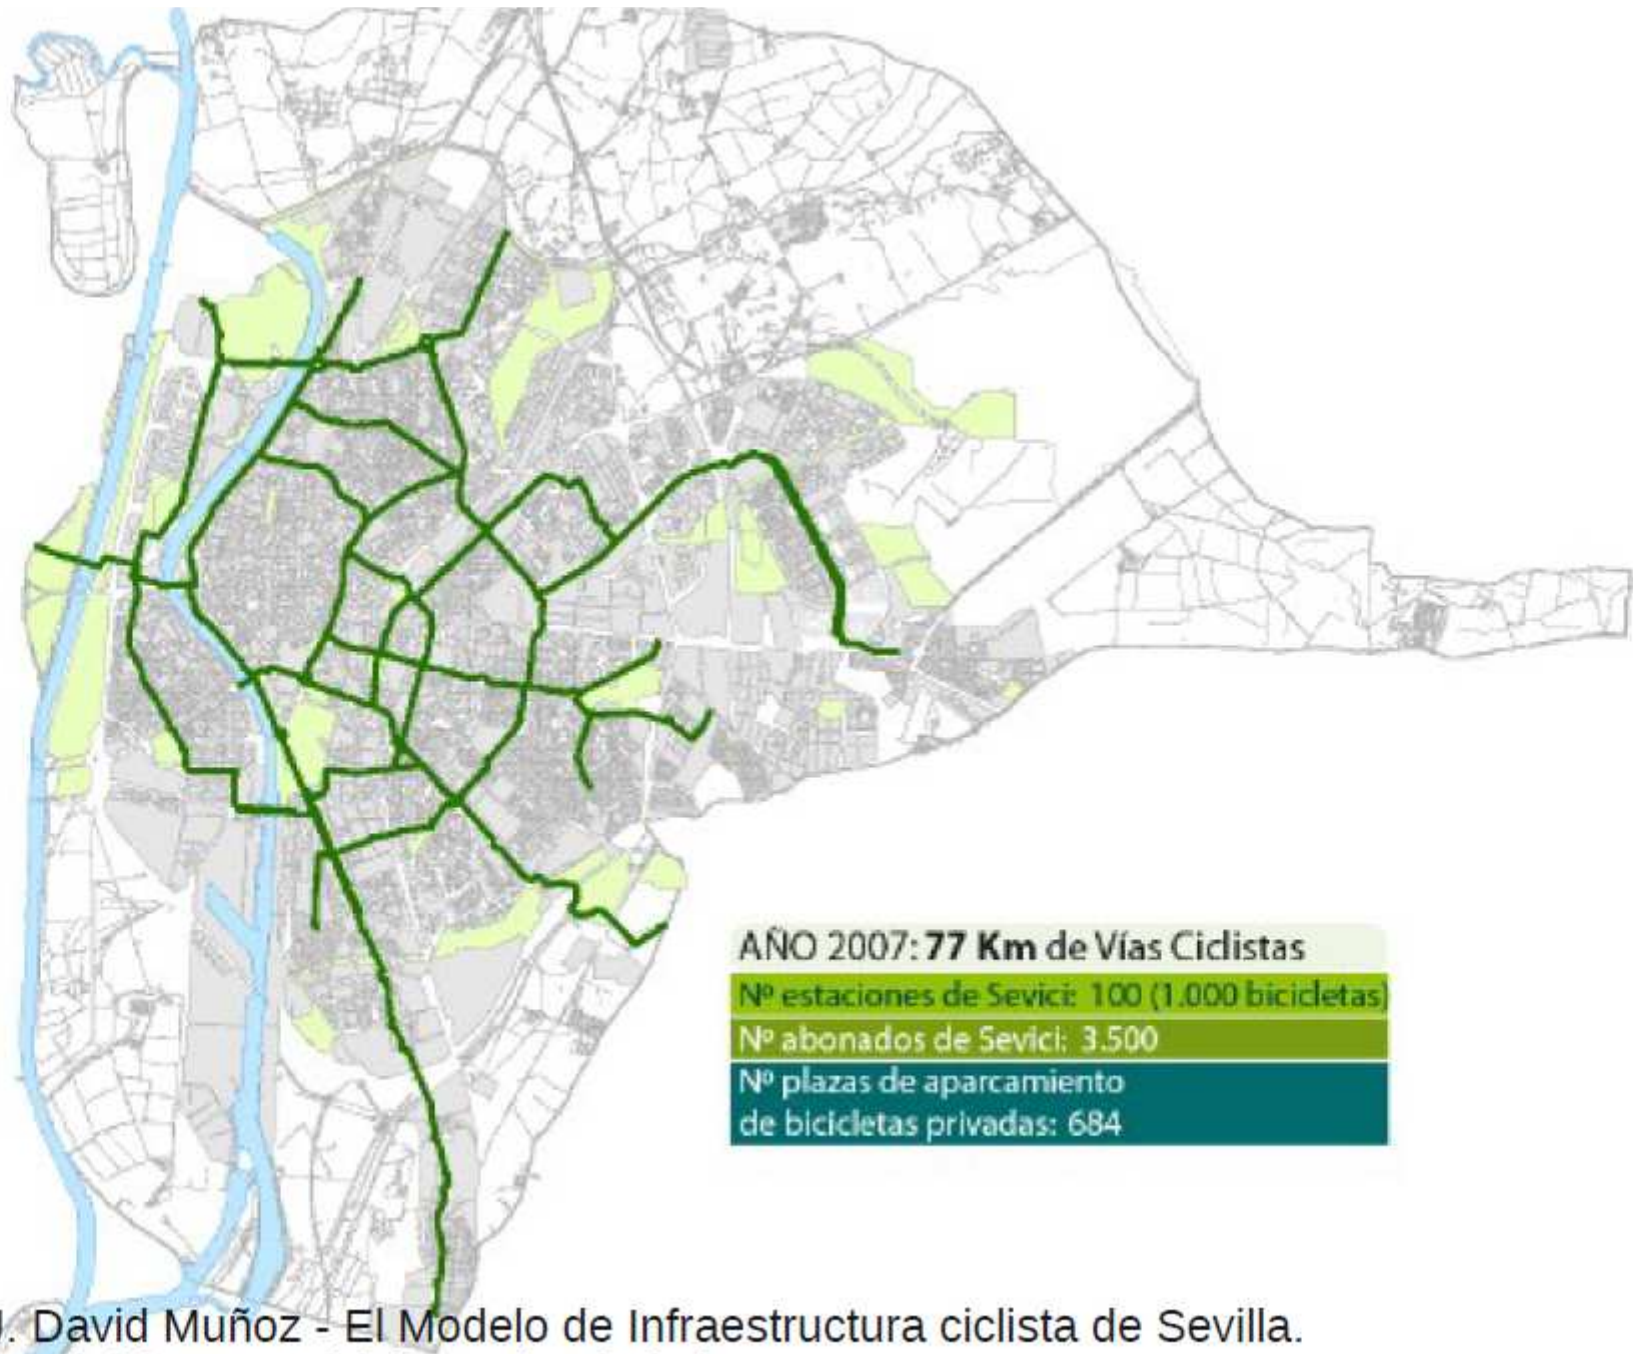 AÑO 2007: 77 Km de Vías Ciclistas
Nº estaciones de Sevici: 100 (1.000 bicicletas)
Nº abonados de Sevici: 3.500
Nº plazas de aparcamiento
de bicicletas privadas: 684
J. David Muñoz - El Modelo de Infraestructura ciclista de Sevilla.